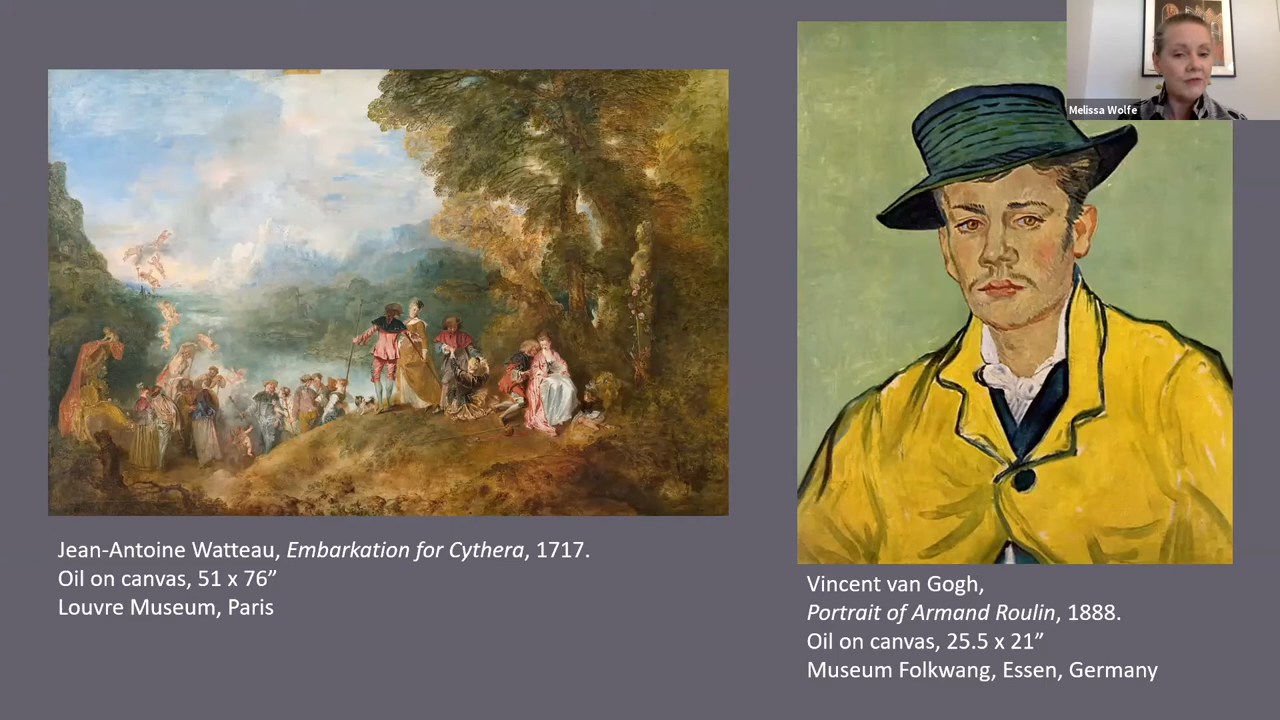 Melissa Wolfe
Jean-Antoine Watteau, Embarkation for Cythera, 1717.
Oil on canvas, 51 x 76”
Louvre Museum, Paris
Vincent van Gogh,
Portrait of Armand Roulin, 1888.
Oil on canvas, 25.5 x 21”
Museum Folkwang, Essen, Germany